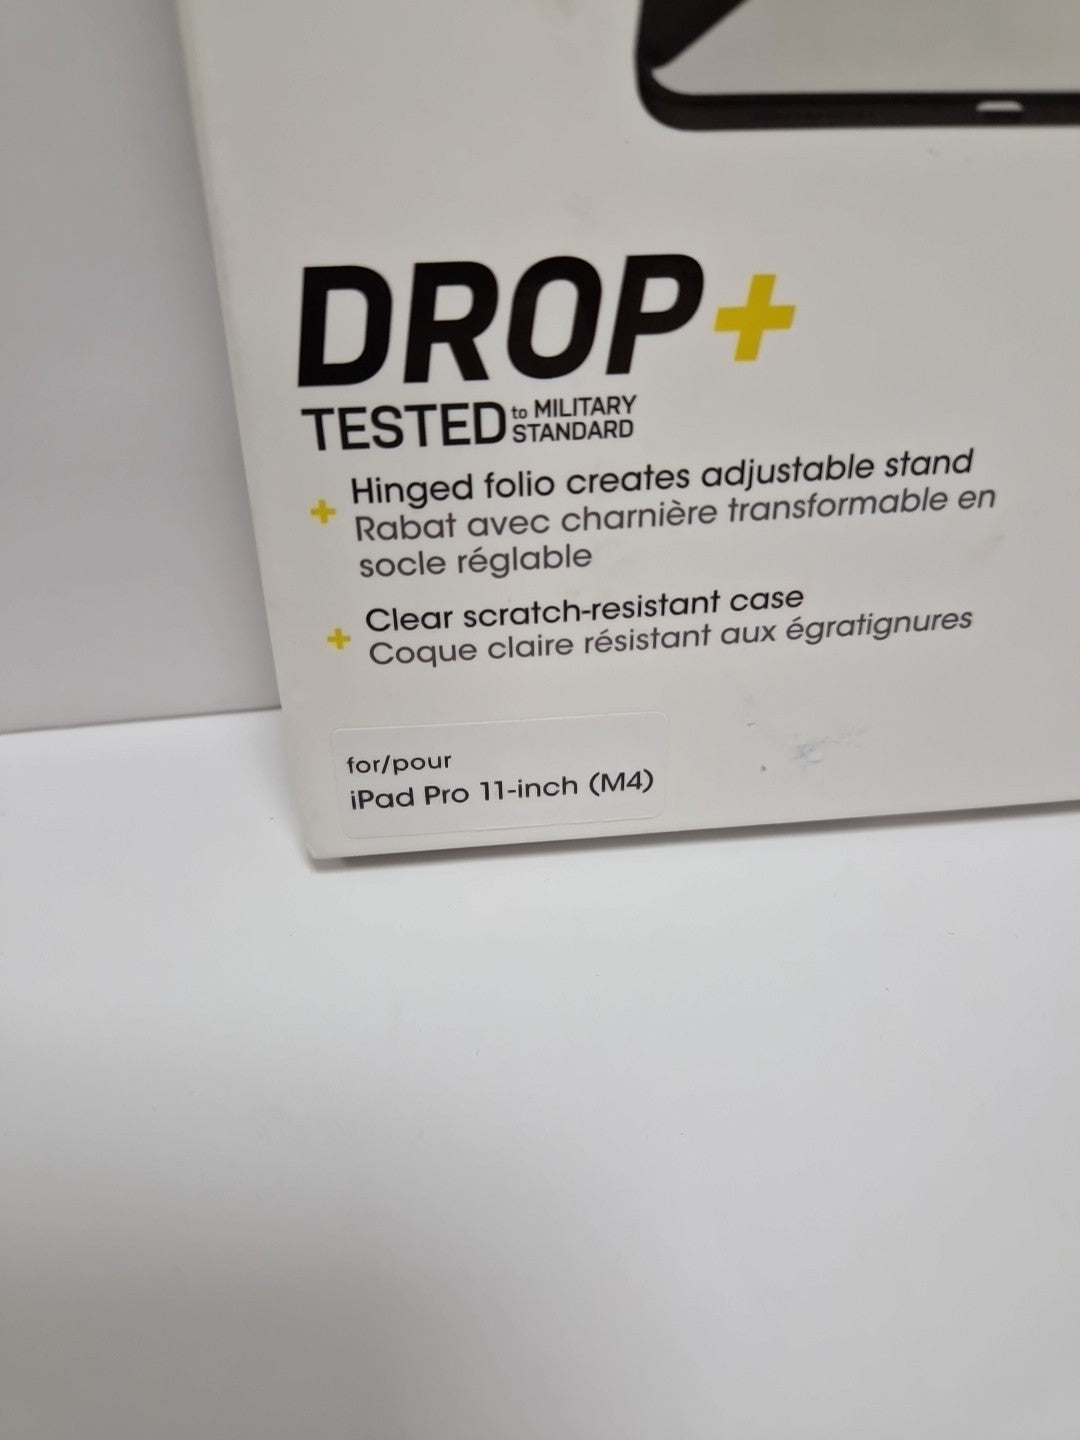 DROP+
TESTED to MILITARY
STANDARD
+ Hinged folio creates adjustable stand
Rabat avec charnière transformable en
socle réglable
+ Clear scratch-resistant case
Coque claire résistant aux égratignures
for/pour
iPad Pro 11-inch (M4)